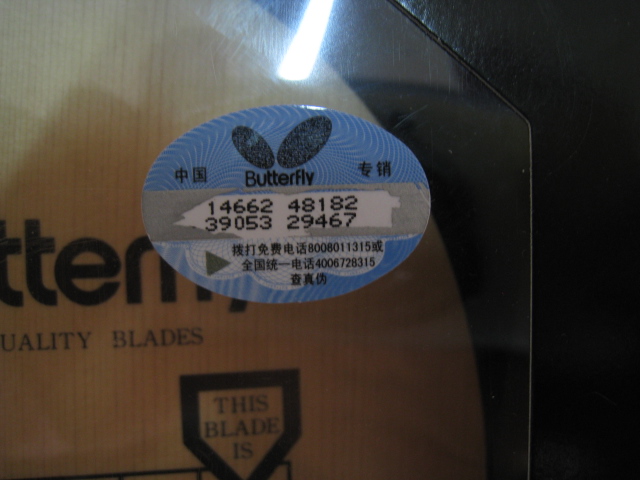 中国 专销
Butterfly
14662 48182
39053 29467
拨打免费电话8008011315或
全国统一电话4006728315
查真伪
tterfly
UALITY BLADES
THIS
BLADE
IS